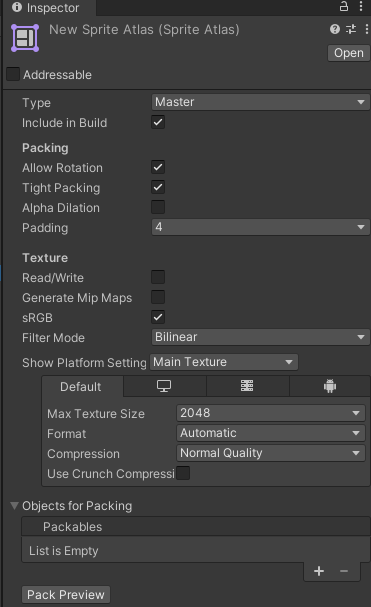 Inspector
New Sprite Atlas (Sprite Atlas)
Open
Addressable
Type Master
Include in Build
Packing
Allow Rotation
Tight Packing
Alpha Dilation
Padding 4
Texture
Read/Write
Generate Mip Maps
sRGB
Filter Mode Bilinear
Show Platform Setting Main Texture
Default
Max Texture Size 2048
Format Automatic
Compression Normal Quality
Use Crunch Compressi
Objects for Packing
Packables
List is Empty
+ −
Pack Preview